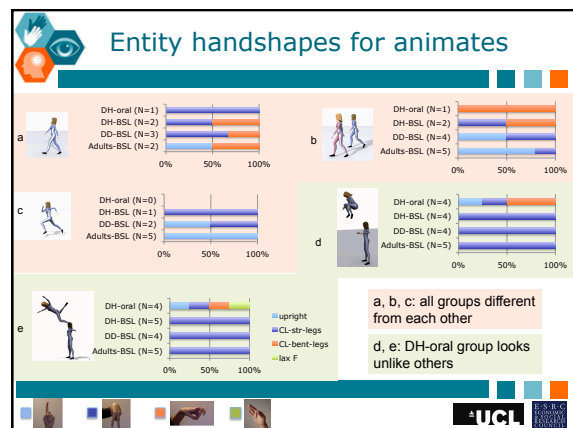 Entity handshapes for animates
a
DH-oral (N=1)
DH-BSL (N=2)
DD-BSL (N=3)
Adults-BSL (N=2)
0% 50% 100%
b
DH-oral (N=1)
DH-BSL (N=2)
DD-BSL (N=4)
Adults-BSL (N=5)
0% 50% 100%
c
DH-oral (N=0)
DH-BSL (N=1)
DD-BSL (N=2)
Adults-BSL (N=5)
0% 50% 100%
d
DH-oral (N=4)
DH-BSL (N=4)
DD-BSL (N=4)
Adults-BSL (N=5)
0% 50% 100%
e
DH-oral (N=4)
DH-BSL (N=5)
DD-BSL (N=4)
Adults-BSL (N=5)
0% 50% 100%
upright
CL-str-legs
CL-bent-legs
lax F
a, b, c: all groups different
from each other
d, e: DH-oral group looks
unlike others
UCL
E·S·R·C
ECONOMIC
& SOCIAL
RESEARCH
COUNCIL